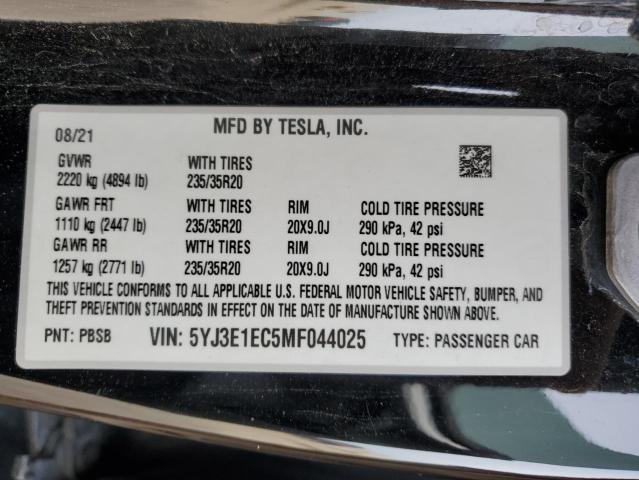 MFD BY TESLA, INC.
08/21
GVWR WITH TIRES
2220 kg (4894 lb) 235/35R20
GAWR FRT WITH TIRES RIM COLD TIRE PRESSURE
1110 kg (2447 lb) 235/35R20 20X9.0J 290 kPa, 42 psi
GAWR RR WITH TIRES RIM COLD TIRE PRESSURE
1257 kg (2771 lb) 235/35R20 20X9.0J 290 kPa, 42 psi
THIS VEHICLE CONFORMS TO ALL APPLICABLE U.S. FEDERAL MOTOR VEHICLE SAFETY, BUMPER, AND
THEFT PREVENTION STANDARDS IN EFFECT ON THE DATE OF MANUFACTURE SHOWN ABOVE.
PNT: PBSB VIN: 5YJ3E1EC5MF044025 TYPE: PASSENGER CAR